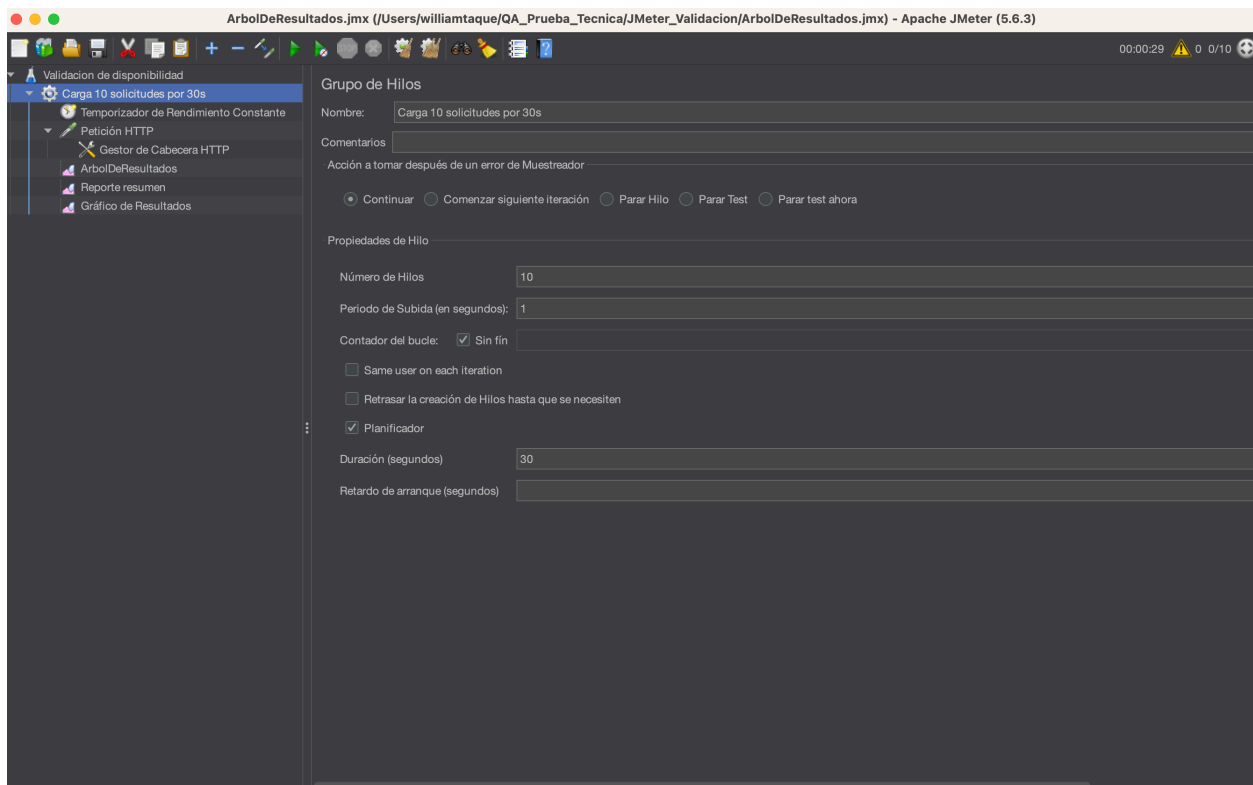 ArbolDeResultados.jmx (/Users/williamtaque/QA_Prueba_Tecnica/JMeter_Validacion/ArbolDeResultados.jmx) - Apache JMeter (5.6.3)
00:00:29 0 0/10
Validacion de disponibilidad
Carga 10 solicitudes por 30s
Temporizador de Rendimiento Constante
Petición HTTP
Gestor de Cabecera HTTP
ArbolDeResultados
Reporte resumen
Gráfico de Resultados
Grupo de Hilos
Nombre: Carga 10 solicitudes por 30s
Comentarios
Acción a tomar después de un error de Muestreador
Continuar Comenzar siguiente iteración Parar Hilo Parar Test Parar test ahora
Propiedades de Hilo
Número de Hilos 10
Periodo de Subida (en segundos): 1
Contador del bucle: Sin fín
Same user on each iteration
Retrasar la creación de Hilos hasta que se necesiten
Planificador
Duración (segundos) 30
Retardo de arranque (segundos)